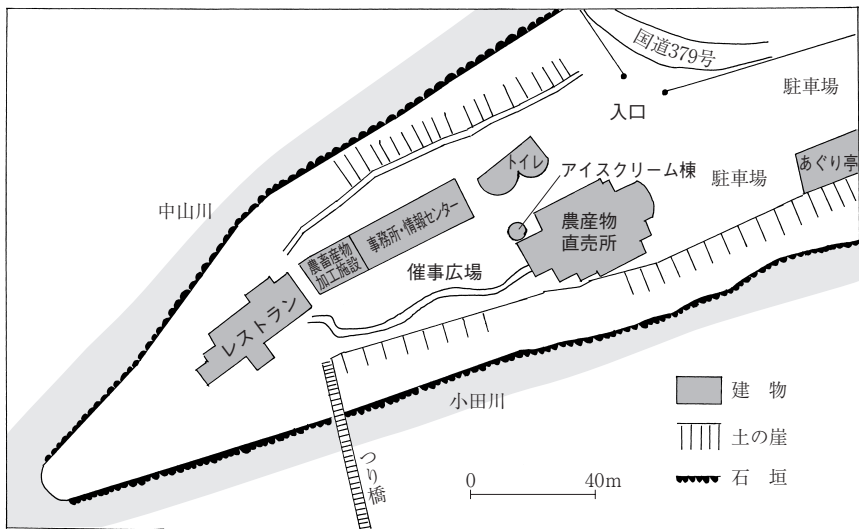 国道379号
駐車場
入口
あぐり亭
トイレ
アイスクリーム棟
駐車場
中山川
事務所・情報センター
農産物
直売所
農畜産物
加工施設
催事広場
レストラン
小田川
つり橋
0 40m
建物
土の崖
石垣